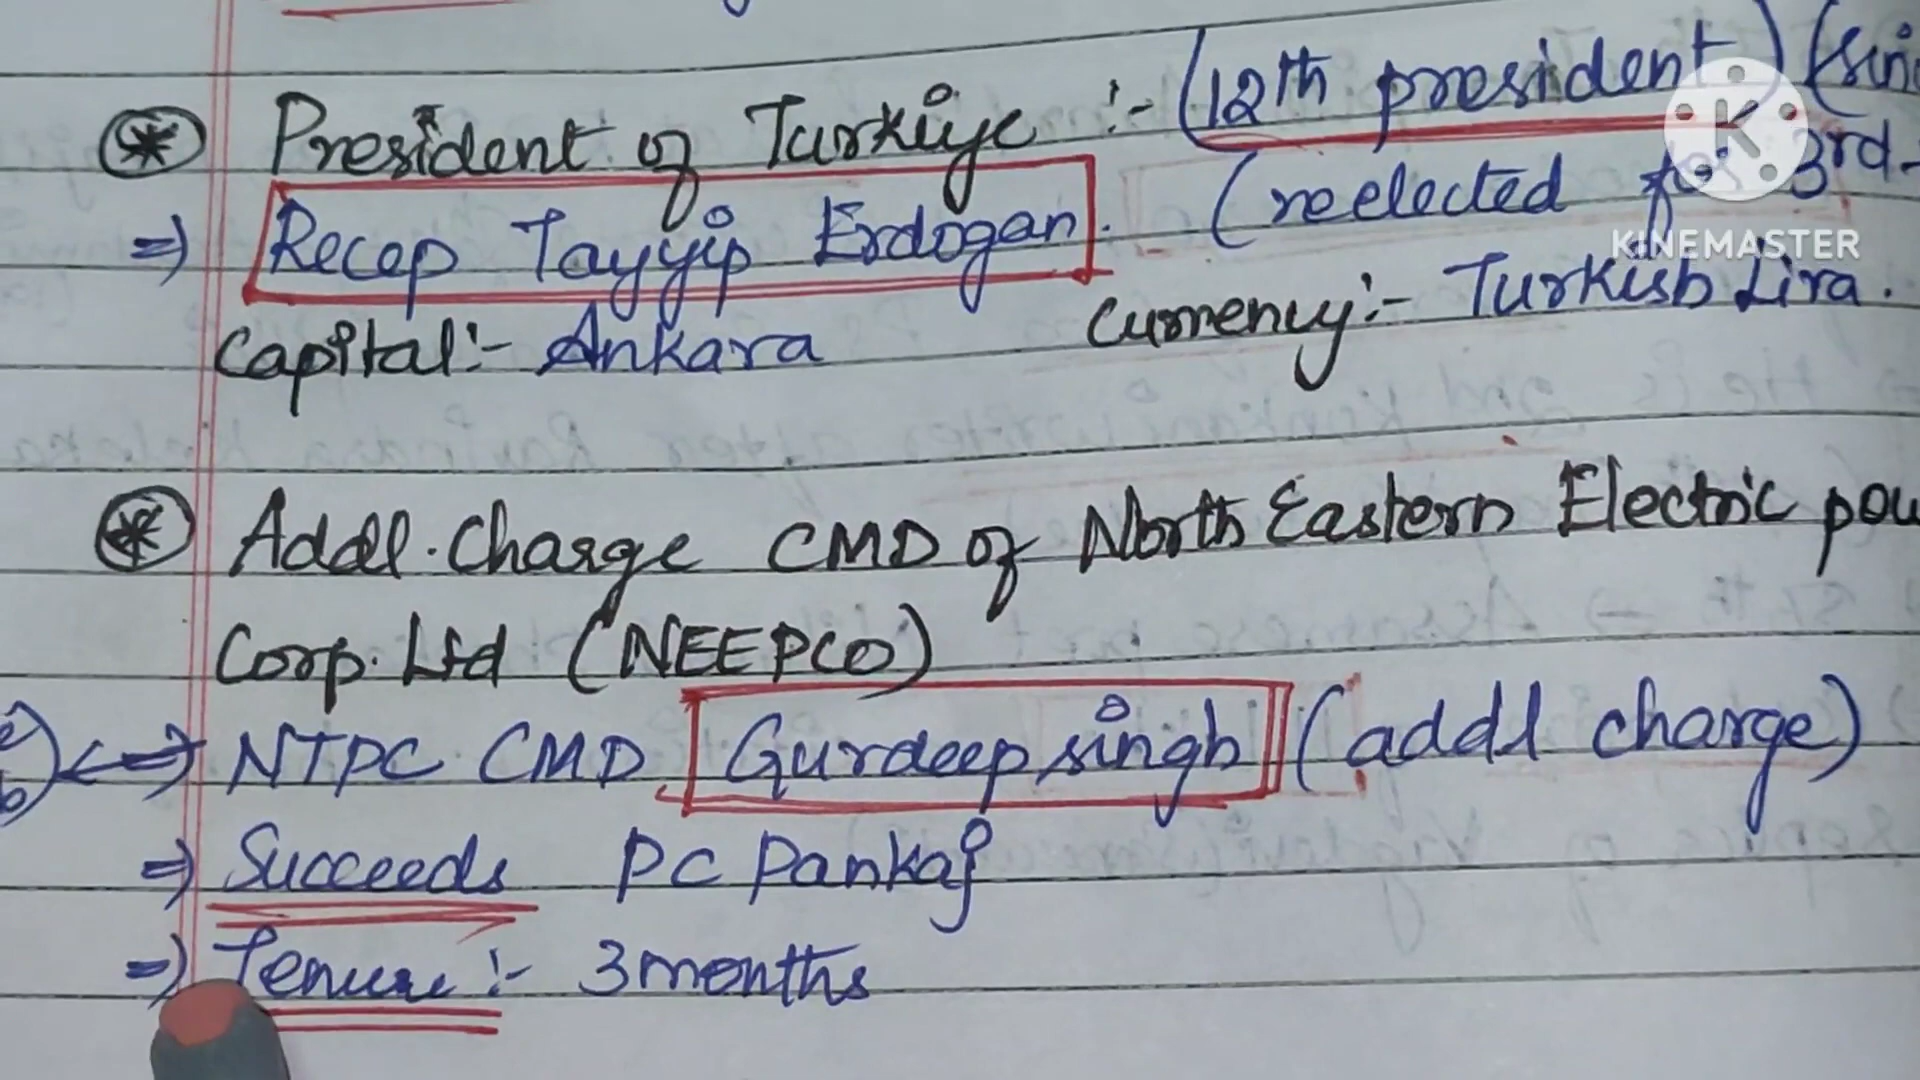 President of Turkiye :- (12th president) (sin
⇒ Recep Tayyip Erdogan. (reelected for 3rd
Capital :- Ankara Currency :- Turkish Lira.
Addl. Charge CMD of North Eastern Electric pow
Corp. Ltd (NEEPCO)
⇒ NTPC CMD Gurdeep singh (addl charge)
⇒ Succeeds PC Pankaj
⇒ Tenure :- 3 months
K
KINEMASTER